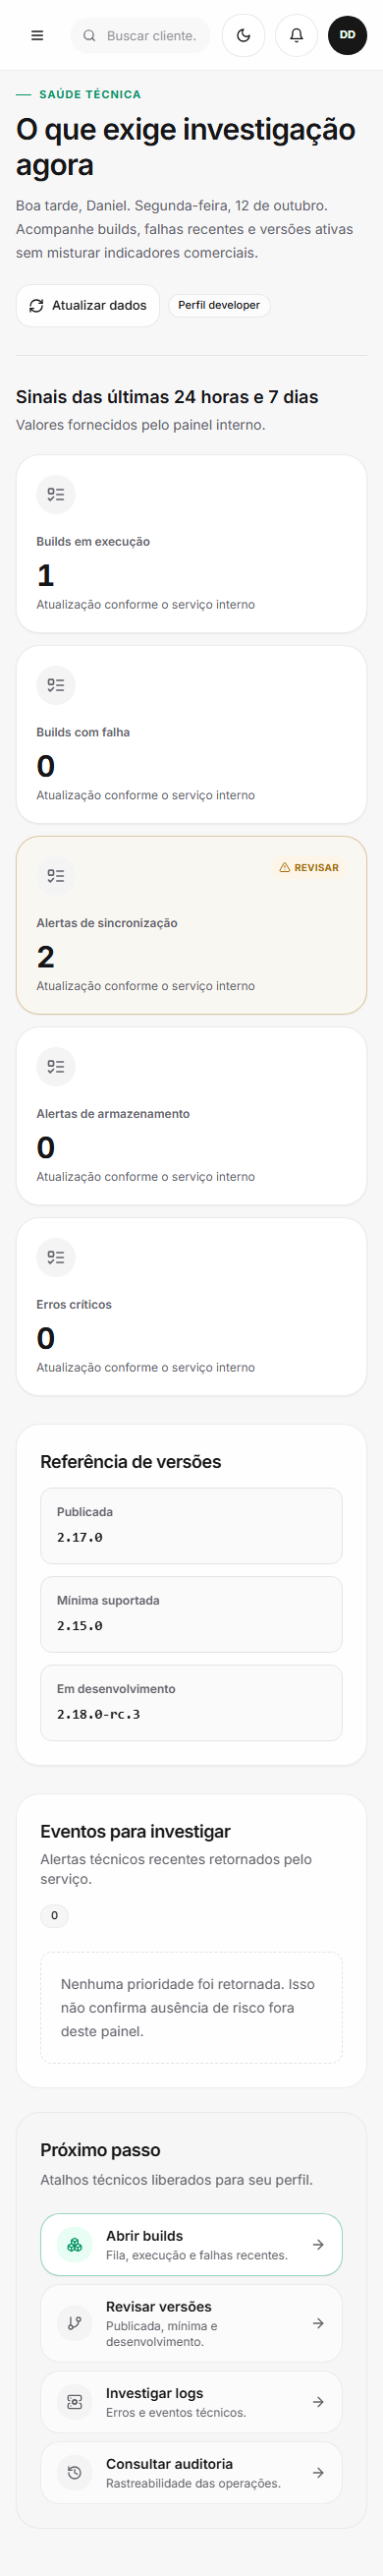 Buscar cliente.
DD
SAÚDE TÉCNICA
O que exige investigação
agora
Boa tarde, Daniel. Segunda-feira, 12 de outubro.
Acompanhe builds, falhas recentes e versões ativas
sem misturar indicadores comerciais.
Atualizar dados
Perfil developer
Sinais das últimas 24 horas e 7 dias
Valores fornecidos pelo painel interno.
Builds em execução
1
Atualização conforme o serviço interno
Builds com falha
0
Atualização conforme o serviço interno
REVISAR
Alertas de sincronização
2
Atualização conforme o serviço interno
Alertas de armazenamento
0
Atualização conforme o serviço interno
Erros críticos
0
Atualização conforme o serviço interno
Referência de versões
Publicada
2.17.0
Mínima suportada
2.15.0
Em desenvolvimento
2.18.0-rc.3
Eventos para investigar
Alertas técnicos recentes retornados pelo
serviço.
0
Nenhuma prioridade foi retornada. Isso
não confirma ausência de risco fora
deste painel.
Próximo passo
Atalhos técnicos liberados para seu perfil.
Abrir builds
Fila, execução e falhas recentes.
Revisar versões
Publicada, mínima e
desenvolvimento.
Investigar logs
Erros e eventos técnicos.
Consultar auditoria
Rastreabilidade das operações.